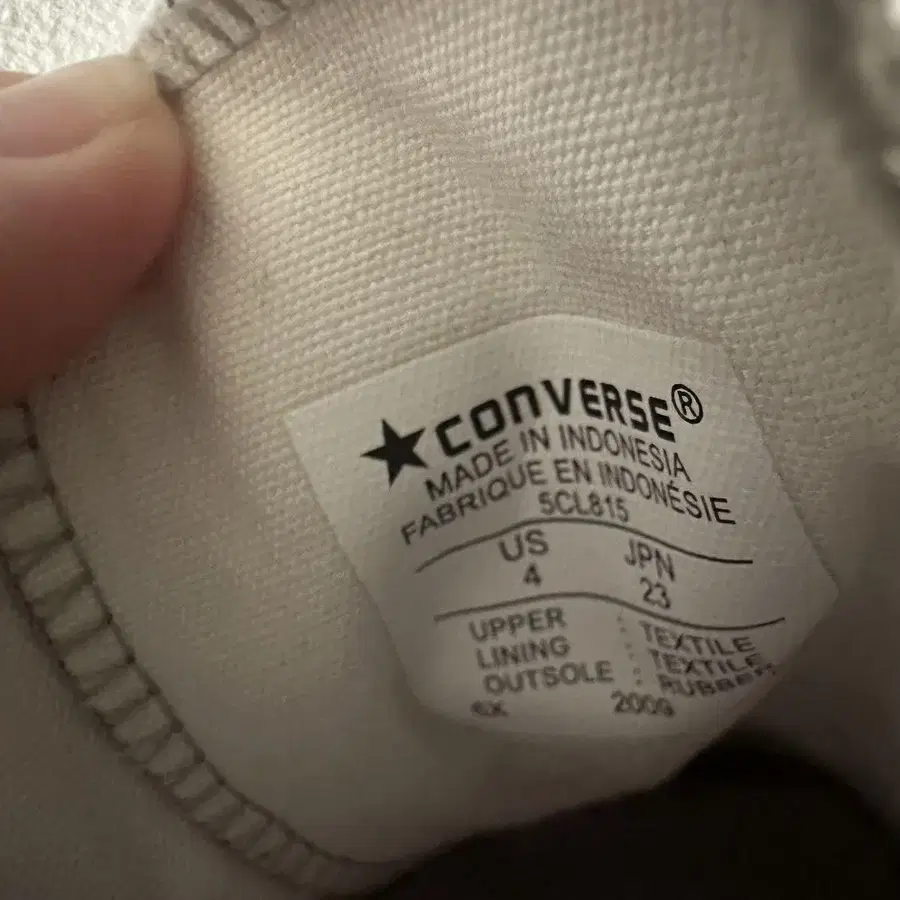 ★CONVERSE®
MADE IN INDONESIA
FABRIQUE EN INDONÉSIE
5CL815
US JPN
4 23
UPPER : TEXTILE
LINING : TEXTILE
OUTSOLE : RUBBER
2009